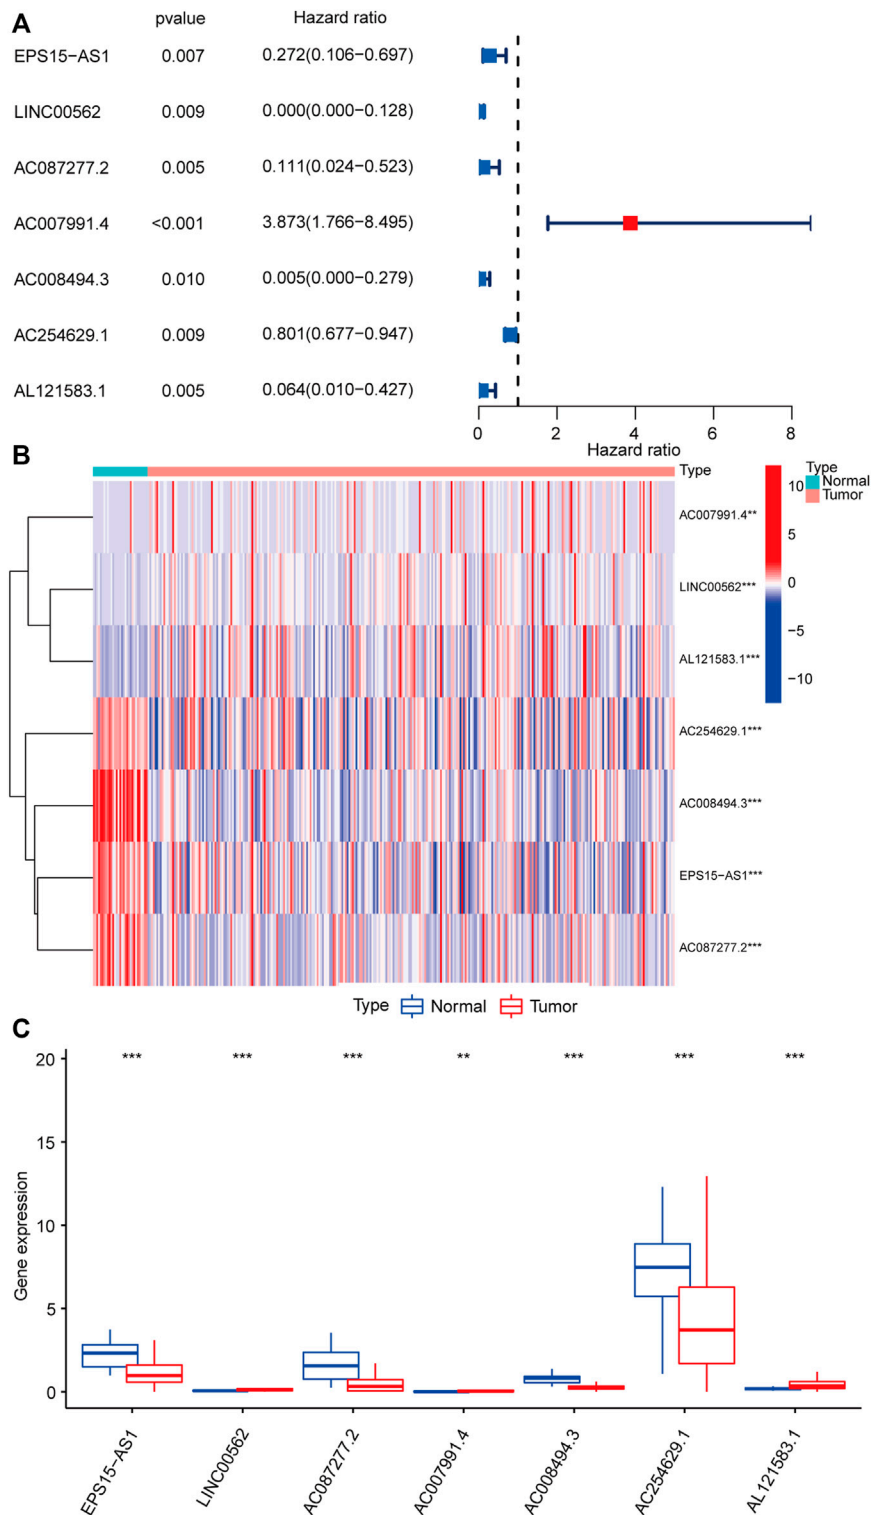 A
pvalue Hazard ratio
EPS15−AS1 0.007 0.272(0.106−0.697)
LINC00562 0.009 0.000(0.000−0.128)
AC087277.2 0.005 0.111(0.024−0.523)
AC007991.4 <0.001 3.873(1.766−8.495)
AC008494.3 0.010 0.005(0.000−0.279)
AC254629.1 0.009 0.801(0.677−0.947)
AL121583.1 0.005 0.064(0.010−0.427)
0 2 4 6 8
Hazard ratio
B
Type
AC007991.4**
LINC00562***
AL121583.1***
AC254629.1***
AC008494.3***
EPS15−AS1***
AC087277.2***
10
5
0
−5
−10
Type
Normal
Tumor
Type Normal Tumor
C
*** *** *** ** *** *** ***
20
15
10
5
0
Gene expression
EPS15−AS1
LINC00562
AC087277.2
AC007991.4
AC008494.3
AC254629.1
AL121583.1